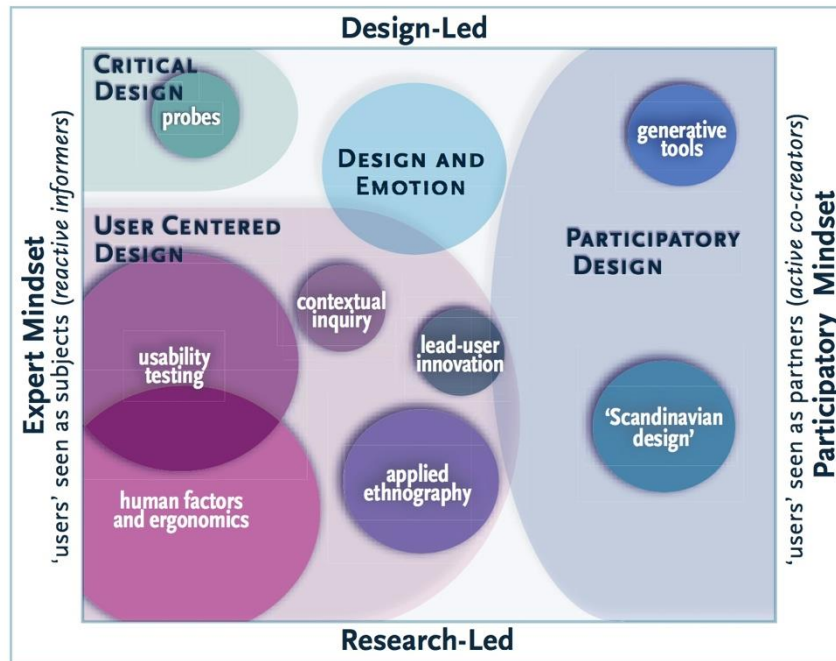 Design-Led
CRITICAL
DESIGN
probes
DESIGN AND
EMOTION
generative
tools
USER CENTERED
DESIGN
PARTICIPATORY
DESIGN
contextual
inquiry
usability
testing
lead-user
innovation
'Scandinavian
design'
applied
ethnography
human factors
and ergonomics
Expert Mindset
'users' seen as subjects (reactive informers)
'users' seen as partners (active co-creators)
Participatory Mindset
Research-Led